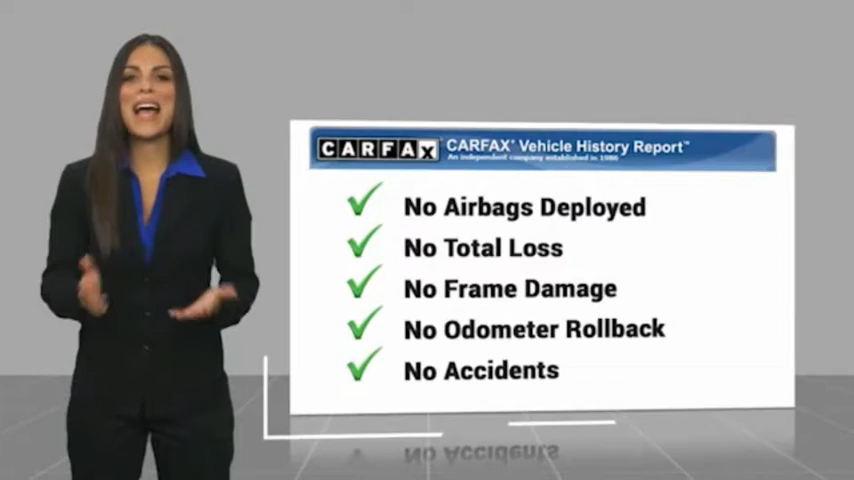 CARFAX CARFAX® Vehicle History Report™
An independent company established in 1986
No Airbags Deployed
No Total Loss
No Frame Damage
No Odometer Rollback
No Accidents
No Accidents